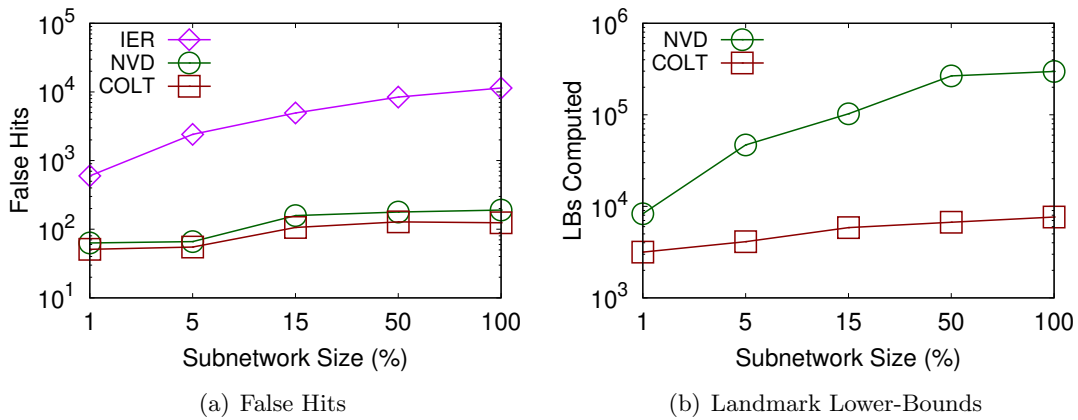 10^5
10^4
10^3
10^2
10^1
False Hits
IER
NVD
COLT
1 5 15 50 100
Subnetwork Size (%)
(a) False Hits
10^6
10^5
10^4
10^3
LBs Computed
NVD
COLT
1 5 15 50 100
Subnetwork Size (%)
(b) Landmark Lower-Bounds